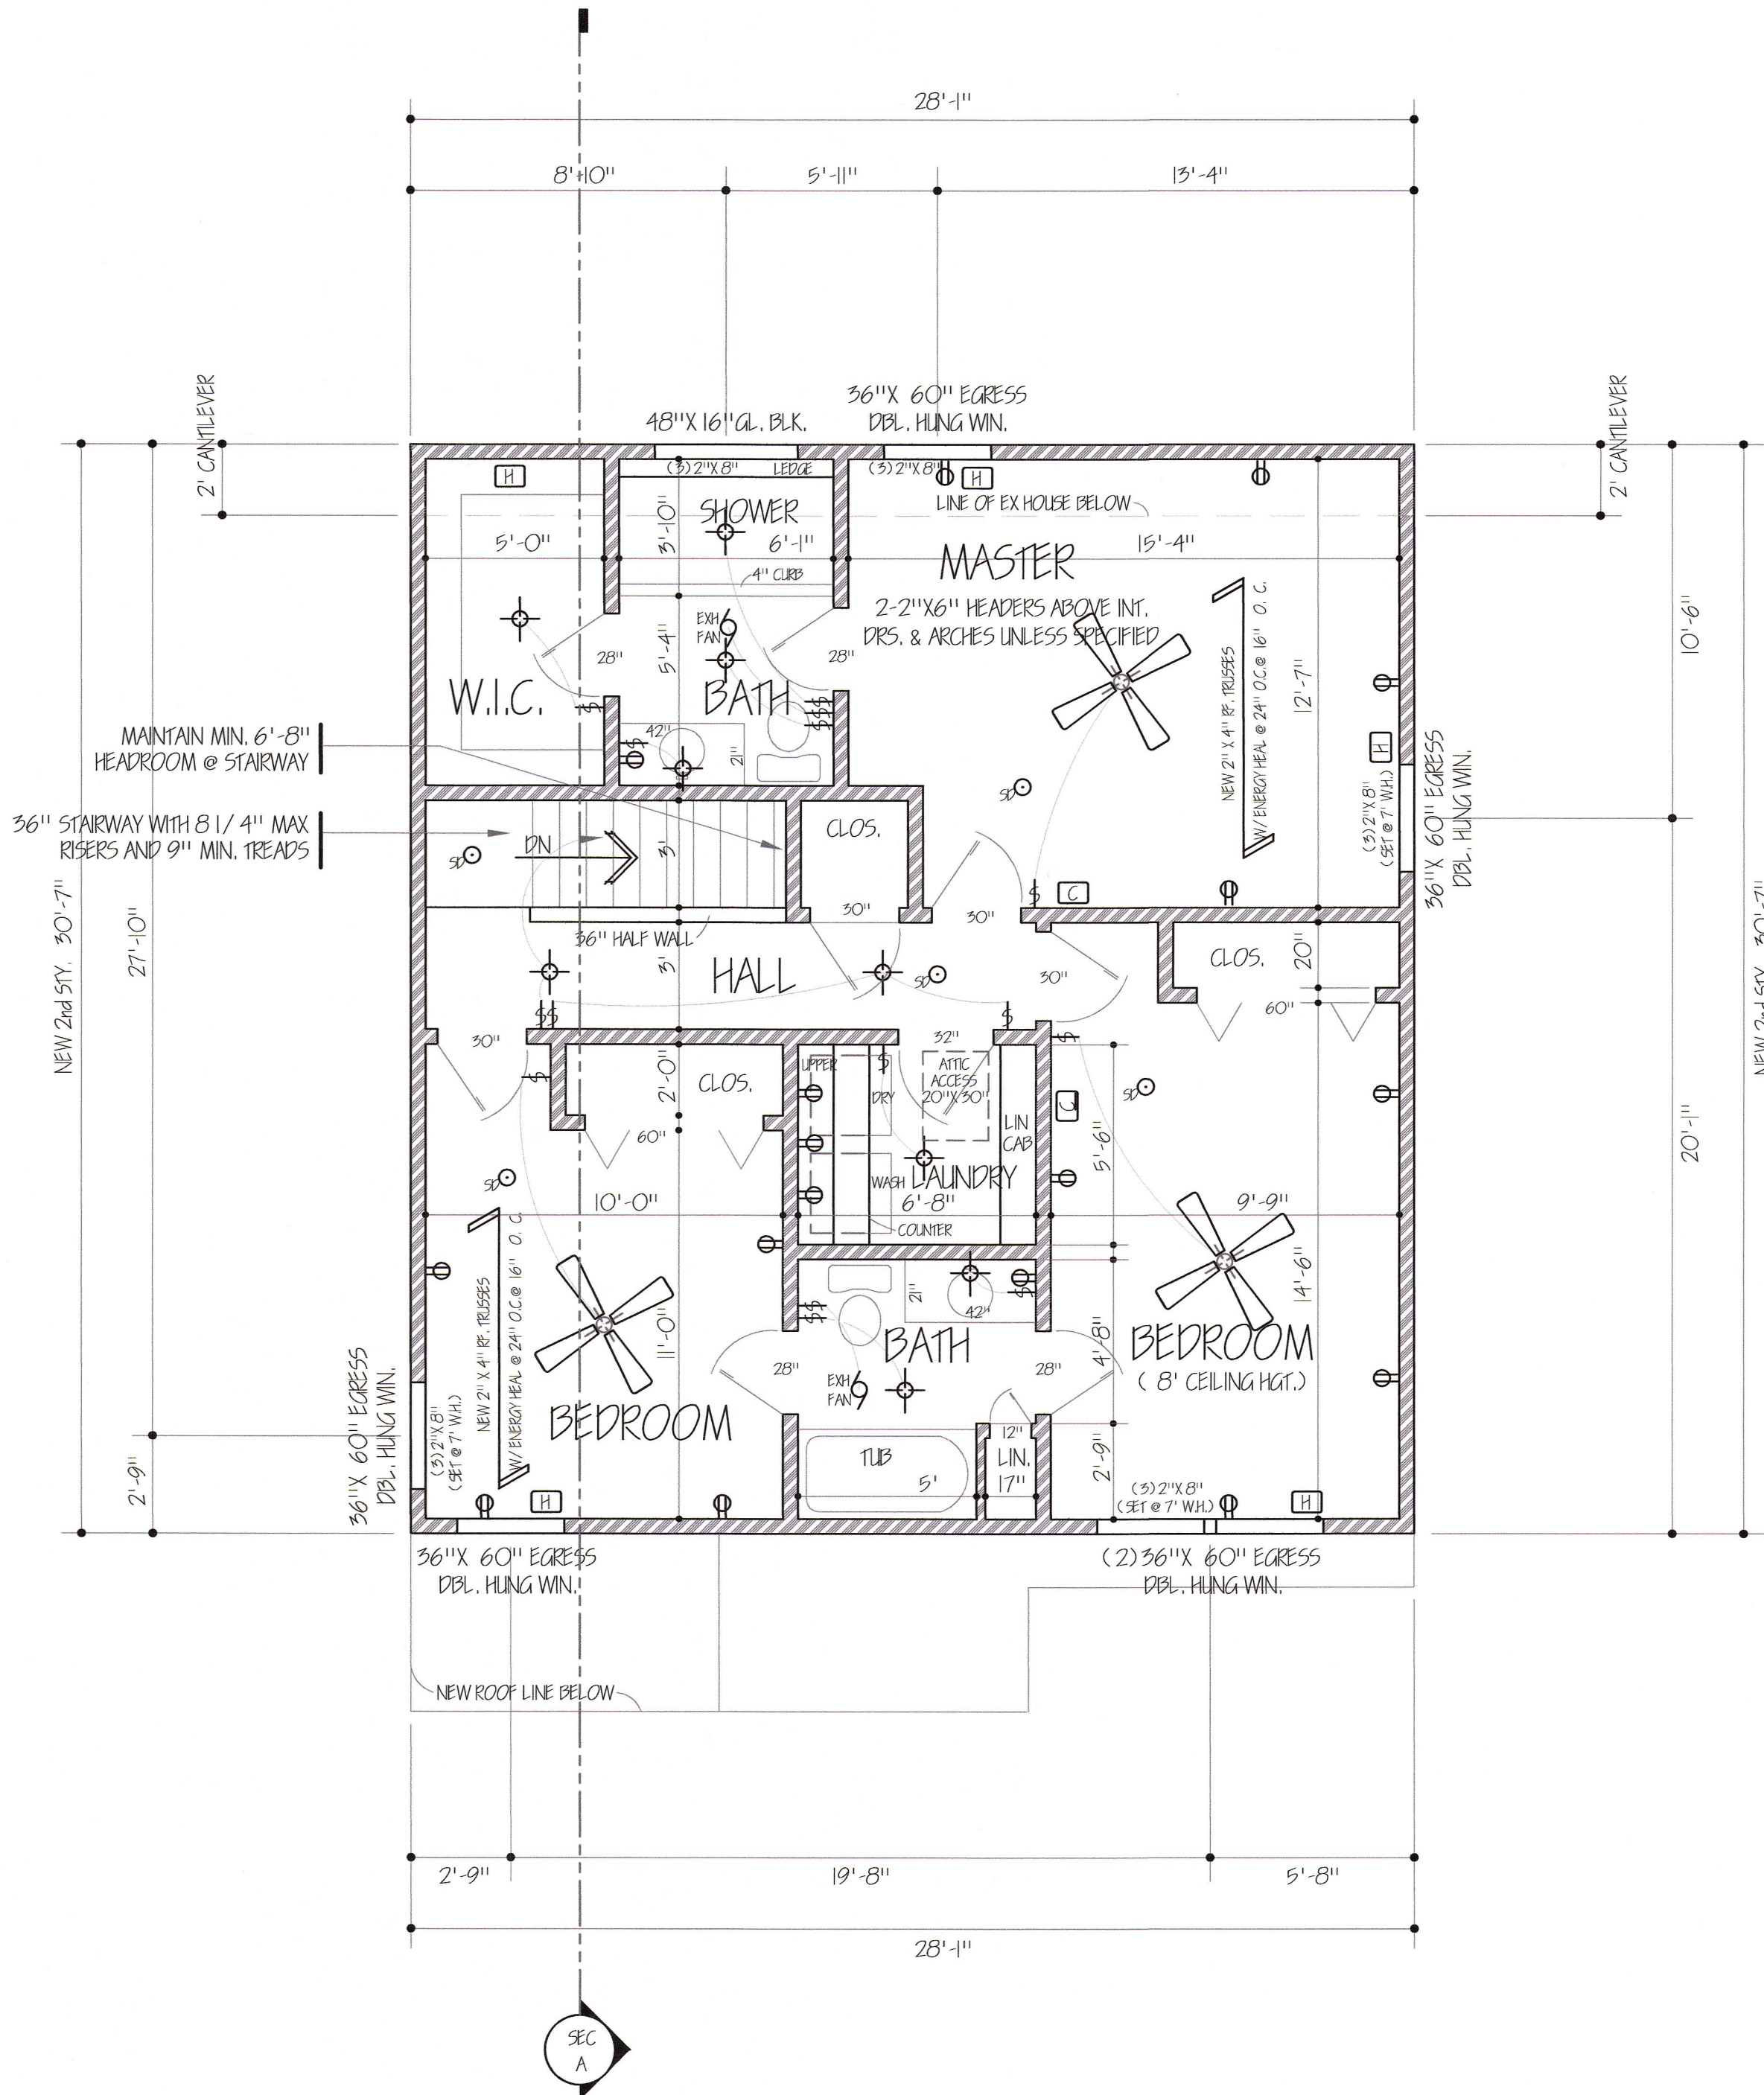 28'-1"
8'-10"
5'-11"
13'-4"
2' CANTILEVER
2' CANTILEVER
36"X 60" EGRESS
DBL. HUNG WIN.
48"X 16" GL. BLK.
(3) 2"X 8"
LEDGE
(3) 2"X 8"
H
H
SHOWER
LINE OF EX HOUSE BELOW
5'-0"
3'-10"
6'-1"
15'-4"
4" CURB
MASTER
2-2"X6" HEADERS ABOVE INT.
DRS. & ARCHES UNLESS SPECIFIED
EXH
FAN
28"
5'-4"
28"
W.I.C.
BATH
$
$$$
42"
21"
$
NEW 2" X 4" RF. TRUSSES
W/ ENERGY HEAL @ 24" O.C.@ 16" O. C.
12'-7"
10'-6"
H
(3) 2"X 8"
(SET @ 7' W.H.)
36"X 60" EGRESS
DBL. HUNG WIN.
MAINTAIN MIN. 6'-8"
HEADROOM @ STAIRWAY
36" STAIRWAY WITH 8 1/ 4" MAX
RISERS AND 9" MIN. TREADS
SD
DN
3'
CLOS.
SD
$
C
30"
30"
36" HALF WALL
3'
HALL
SD
30"
CLOS.
20"
60"
NEW 2nd STY. 30'-7"
27'-10"
NEW 2nd STY. 30'-7"
20'-1"
$$
$
30"
32"
$
$
2'-0"
CLOS.
UPPER
$
ATTIC
ACCESS
20"X 30"
DRY
C
SD
60"
LIN
CAB
5'-6"
SD
WASH
LAUNDRY
10'-0"
6'-8"
9'-9"
COUNTER
NEW 2" X 4" RF. TRUSSES
W/ ENERGY HEAL @ 24" O.C.@ 16" O. C.
11'-0"
21"
42"
$
$$
14'-6"
BATH
4'-8"
BEDROOM
( 8' CEILING HGT.)
28"
28"
EXH
FAN
BEDROOM
36"X 60" EGRESS
DBL. HUNG WIN.
(3) 2"X 8"
(SET @ 7' W.H.)
2'-9"
TUB
5'
12"
LIN.
17"
2'-9"
(3) 2"X 8"
(SET @ 7' W.H.)
H
H
36"X 60" EGRESS
DBL. HUNG WIN.
(2) 36"X 60" EGRESS
DBL. HUNG WIN.
NEW ROOF LINE BELOW
2'-9"
19'-8"
5'-8"
28'-1"
SEC
A